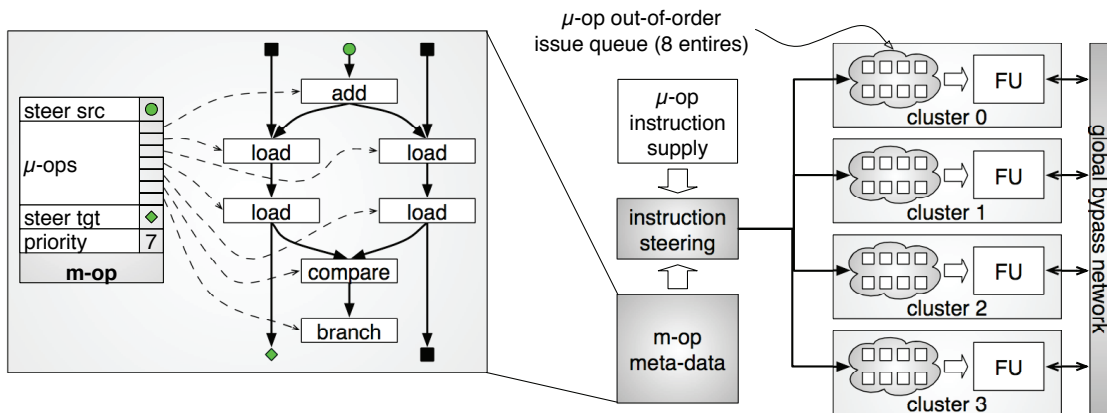 steer src
μ-ops
steer tgt
priority 7
m-op
add
load load
load load
compare
branch
μ-op out-of-order
issue queue (8 entires)
μ-op
instruction
supply
instruction
steering
m-op
meta-data
FU
cluster 0
FU
cluster 1
FU
cluster 2
FU
cluster 3
global bypass network